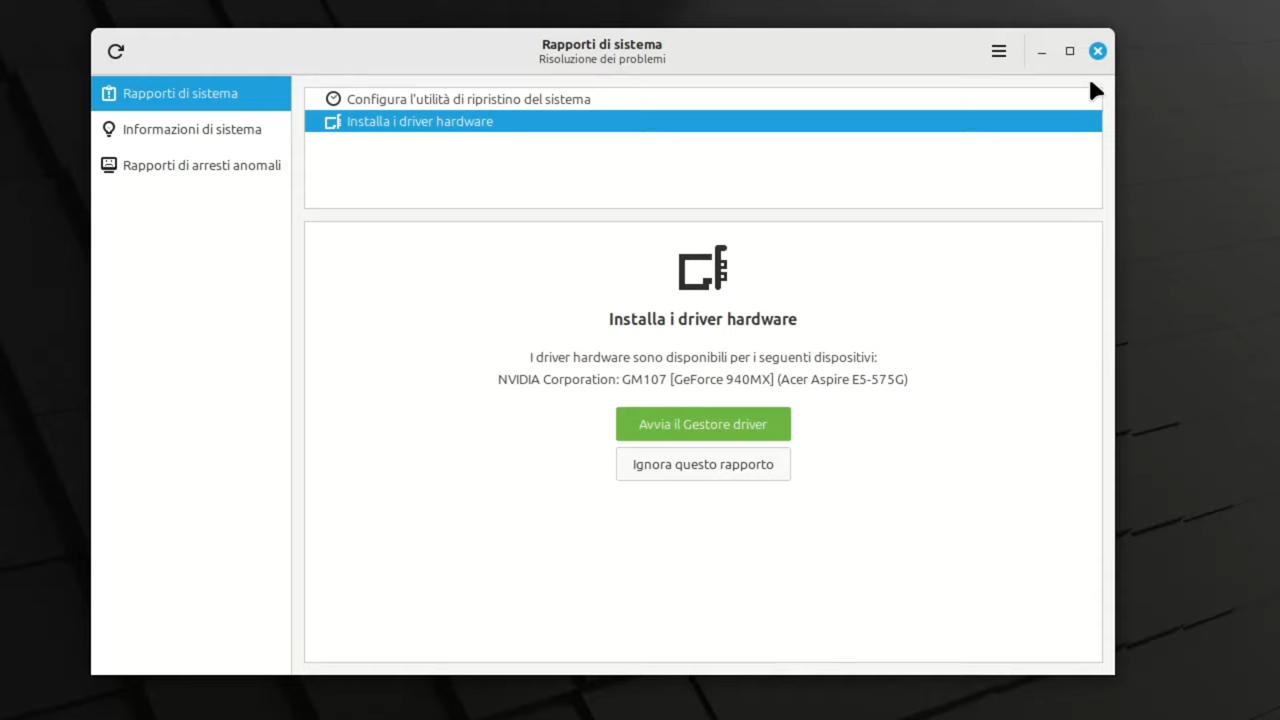 Rapporti di sistema
Risoluzione dei problemi
Rapporti di sistema
Informazioni di sistema
Rapporti di arresti anomali
Configura l'utilità di ripristino del sistema
Installa i driver hardware
Installa i driver hardware
I driver hardware sono disponibili per i seguenti dispositivi:
NVIDIA Corporation: GM107 [GeForce 940MX] (Acer Aspire E5-575G)
Avvia il Gestore driver
Ignora questo rapporto